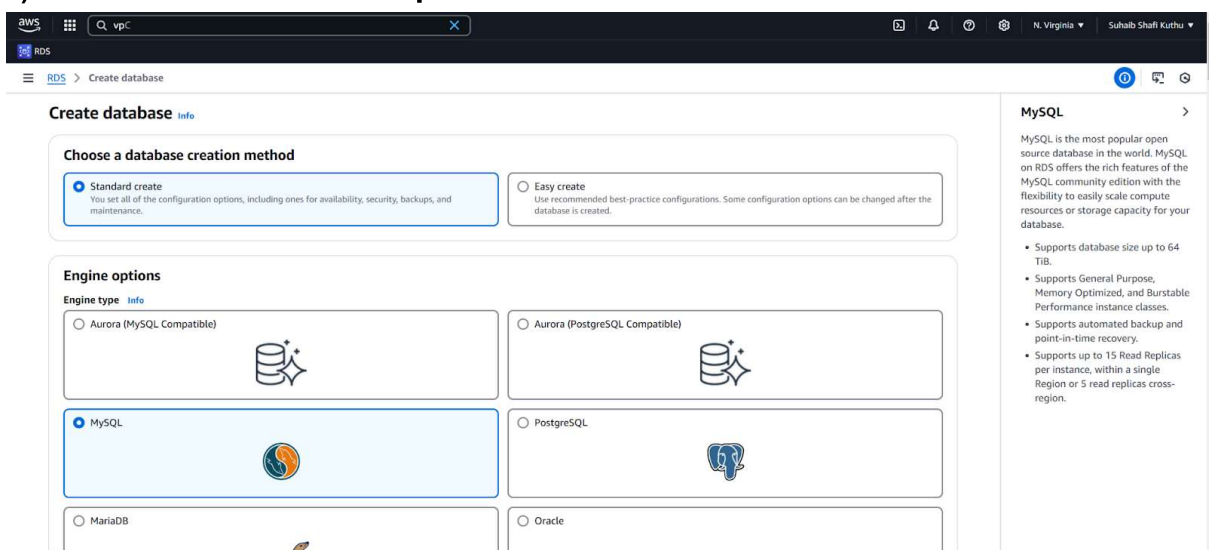 aws
vpC
N. Virginia
Suhaib Shafi Kuthu
RDS
RDS > Create database
Create database Info
Choose a database creation method
Standard create
You set all of the configuration options, including ones for availability, security, backups, and
maintenance.
Easy create
Use recommended best-practice configurations. Some configuration options can be changed after the
database is created.
Engine options
Engine type Info
Aurora (MySQL Compatible)
Aurora (PostgreSQL Compatible)
MySQL
PostgreSQL
MariaDB
Oracle
MySQL
MySQL is the most popular open
source database in the world. MySQL
on RDS offers the rich features of the
MySQL community edition with the
flexibility to easily scale compute
resources or storage capacity for your
database.
• Supports database size up to 64
TiB.
• Supports General Purpose,
Memory Optimized, and Burstable
Performance instance classes.
• Supports automated backup and
point-in-time recovery.
• Supports up to 15 Read Replicas
per instance, within a single
Region or 5 read replicas cross-
region.